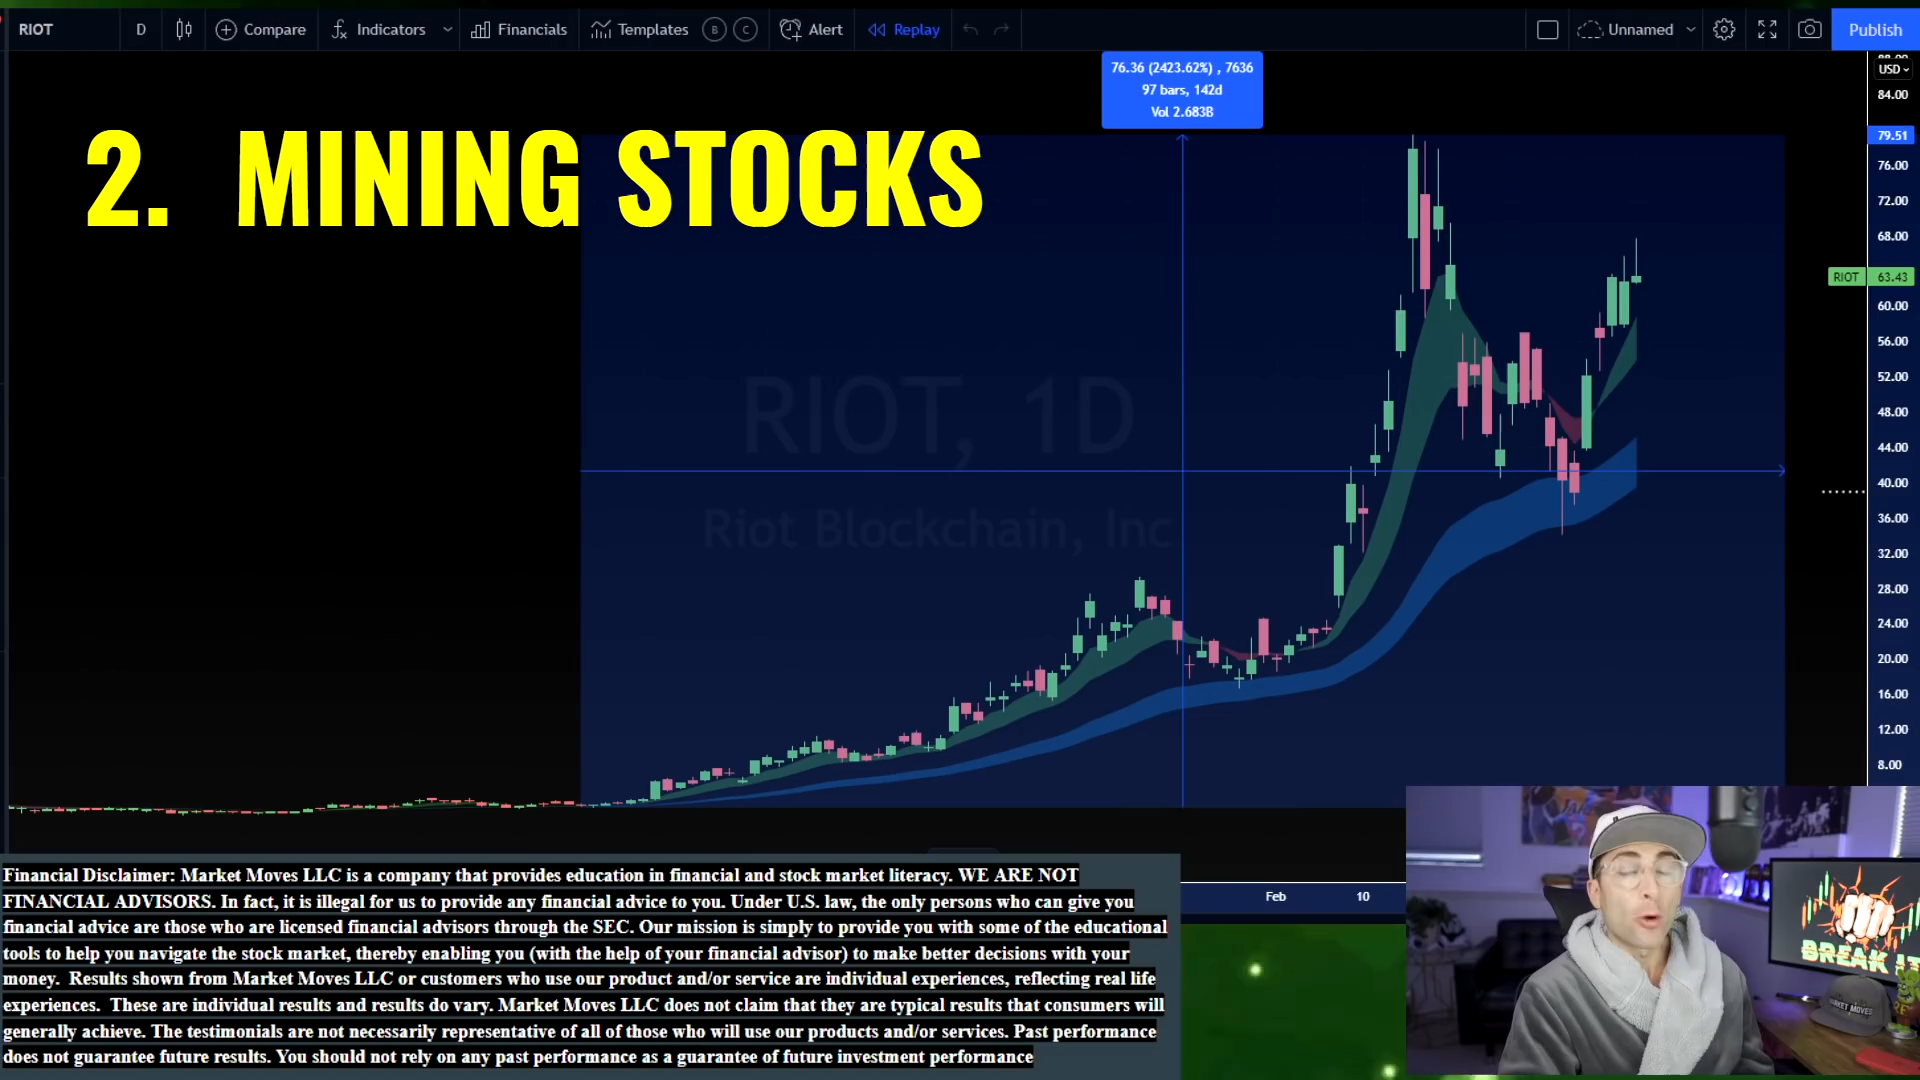 RIOT
D
Compare
Indicators
Financials
Templates
B
C
Alert
Replay
Unnamed
Publish
76.36 (2423.62%) , 7636
97 bars, 142d
Vol 2.683B
USD
84.00
79.51
76.00
72.00
68.00
RIOT 63.43
60.00
56.00
52.00
48.00
44.00
40.00
36.00
32.00
28.00
24.00
20.00
16.00
12.00
8.00
2. MINING STOCKS
RIOT, 1D
Riot Blockchain, Inc
Feb
10
Financial Disclaimer: Market Moves LLC is a company that provides education in financial and stock market literacy. WE ARE NOT
FINANCIAL ADVISORS. In fact, it is illegal for us to provide any financial advice to you. Under U.S. law, the only persons who can give you
financial advice are those who are licensed financial advisors through the SEC. Our mission is simply to provide you with some of the educational
tools to help you navigate the stock market, thereby enabling you (with the help of your financial advisor) to make better decisions with your
money. Results shown from Market Moves LLC or customers who use our product and/or service are individual experiences, reflecting real life
experiences. These are individual results and results do vary. Market Moves LLC does not claim that they are typical results that consumers will
generally achieve. The testimonials are not necessarily representative of all of those who will use our products and/or services. Past performance
does not guarantee future results. You should not rely on any past performance as a guarantee of future investment performance
BREAK IT
MARKET MOVES